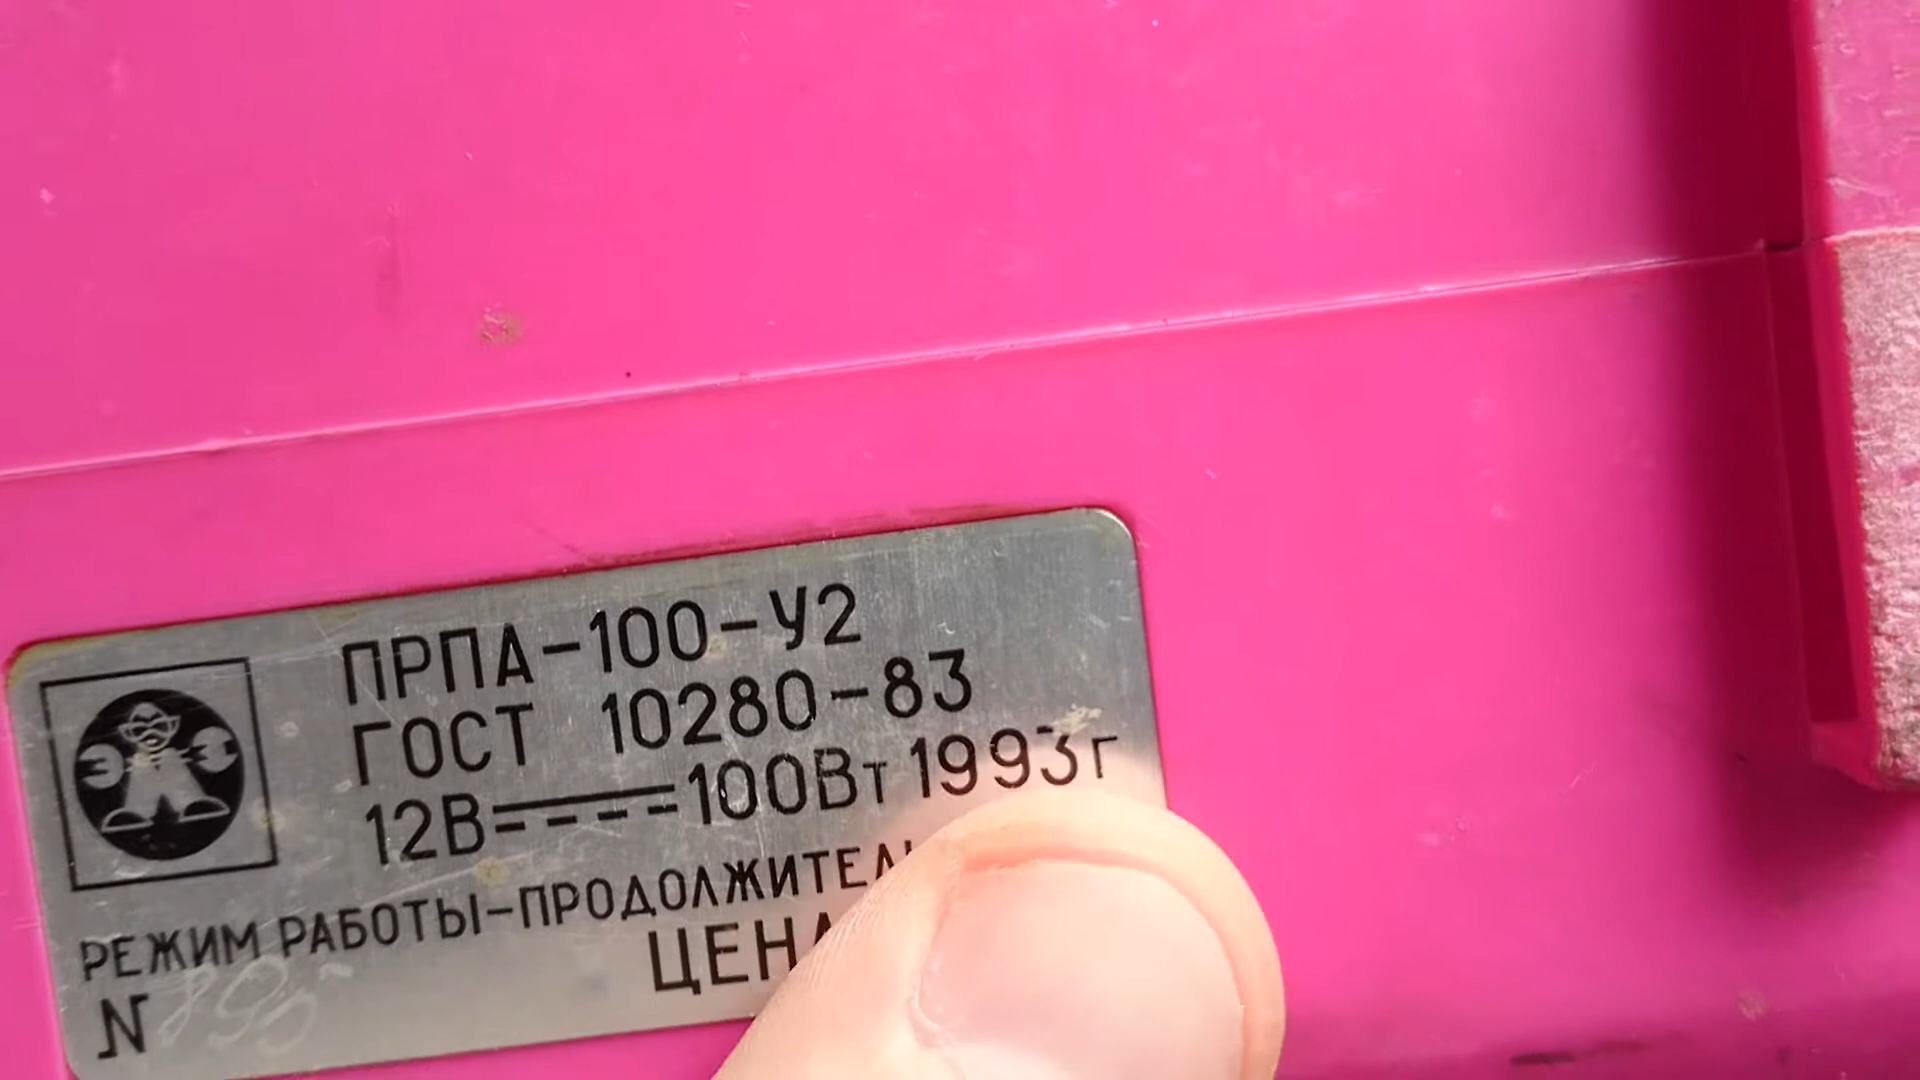 ПРПА-100-У2
ГОСТ 10280-83
12В 100Вт 1993г
РЕЖИМ РАБОТЫ-ПРОДОЛЖИТЕЛ
ЦЕНА
N